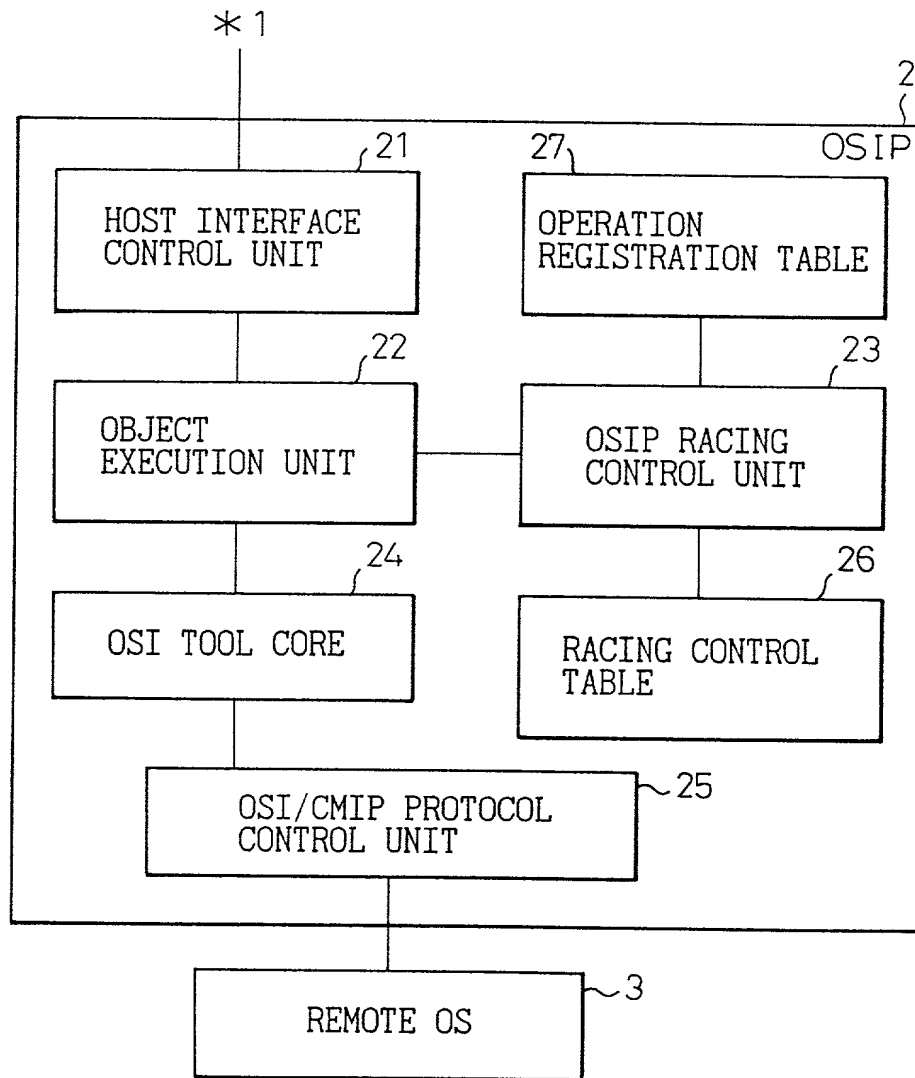 *1
2
OSIP
21
HOST INTERFACE
CONTROL UNIT
27
OPERATION
REGISTRATION TABLE
22
OBJECT
EXECUTION UNIT
23
OSIP RACING
CONTROL UNIT
24
OSI TOOL CORE
26
RACING CONTROL
TABLE
25
OSI/CMIP PROTOCOL
CONTROL UNIT
3
REMOTE OS